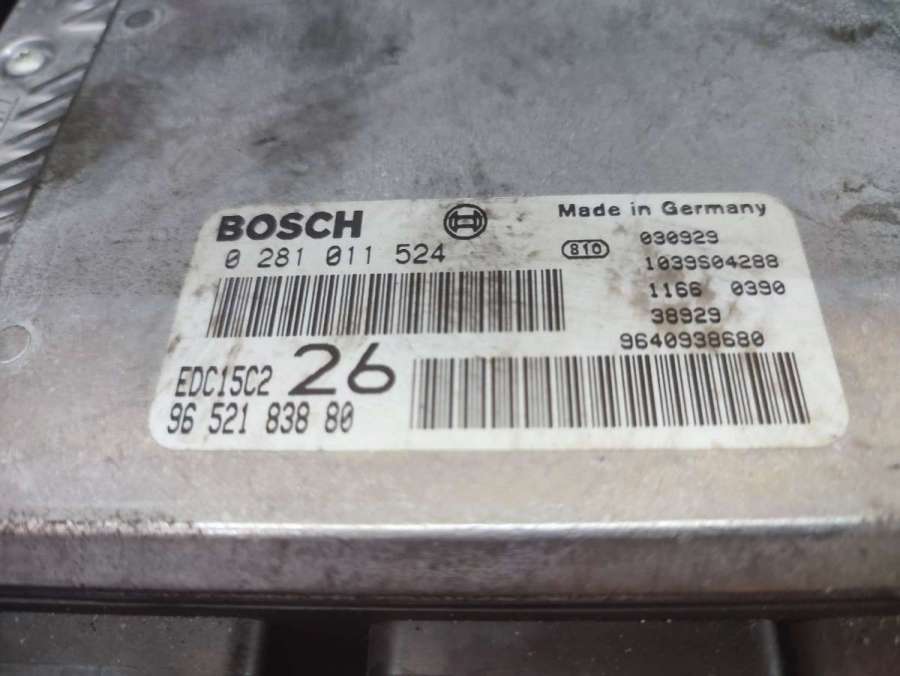 BOSCH
Made in Germany
0 281 011 524
810
030929
1039S04288
1166 0390
38929
9640938680
EDC15C2 26
96 521 838 80